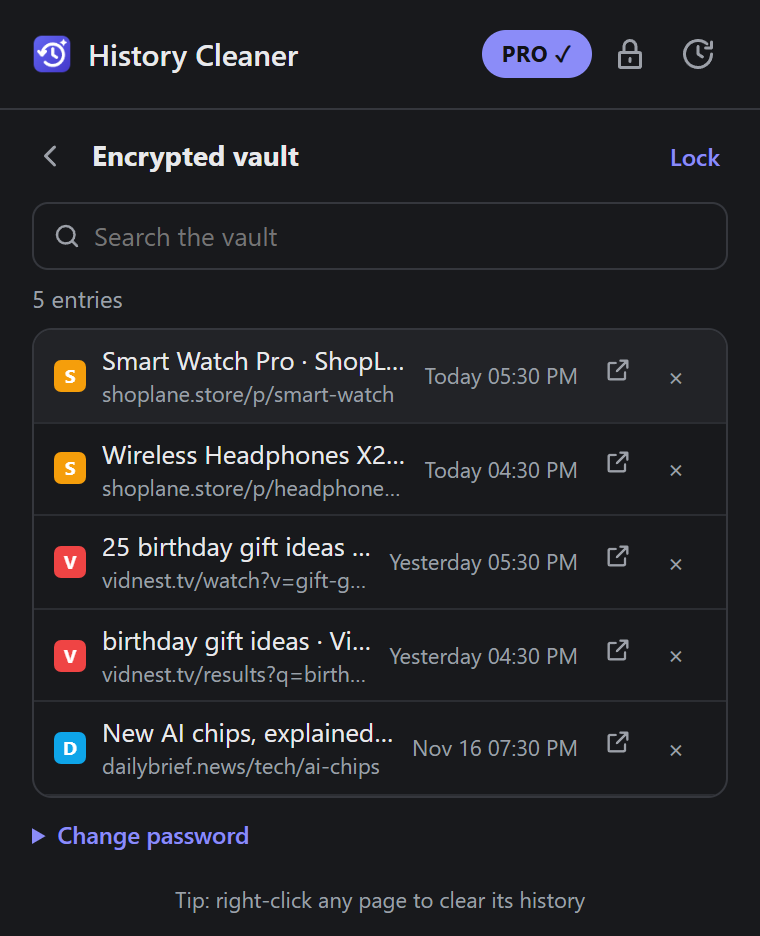 History Cleaner
PRO ✓
Encrypted vault
Lock
Search the vault
5 entries
S
Smart Watch Pro · ShopL...
shoplane.store/p/smart-watch
Today 05:30 PM
×
S
Wireless Headphones X2...
shoplane.store/p/headphone...
Today 04:30 PM
×
V
25 birthday gift ideas ...
vidnest.tv/watch?v=gift-g...
Yesterday 05:30 PM
×
V
birthday gift ideas · Vi...
vidnest.tv/results?q=birth...
Yesterday 04:30 PM
×
D
New AI chips, explained...
dailybrief.news/tech/ai-chips
Nov 16 07:30 PM
×
Change password
Tip: right-click any page to clear its history